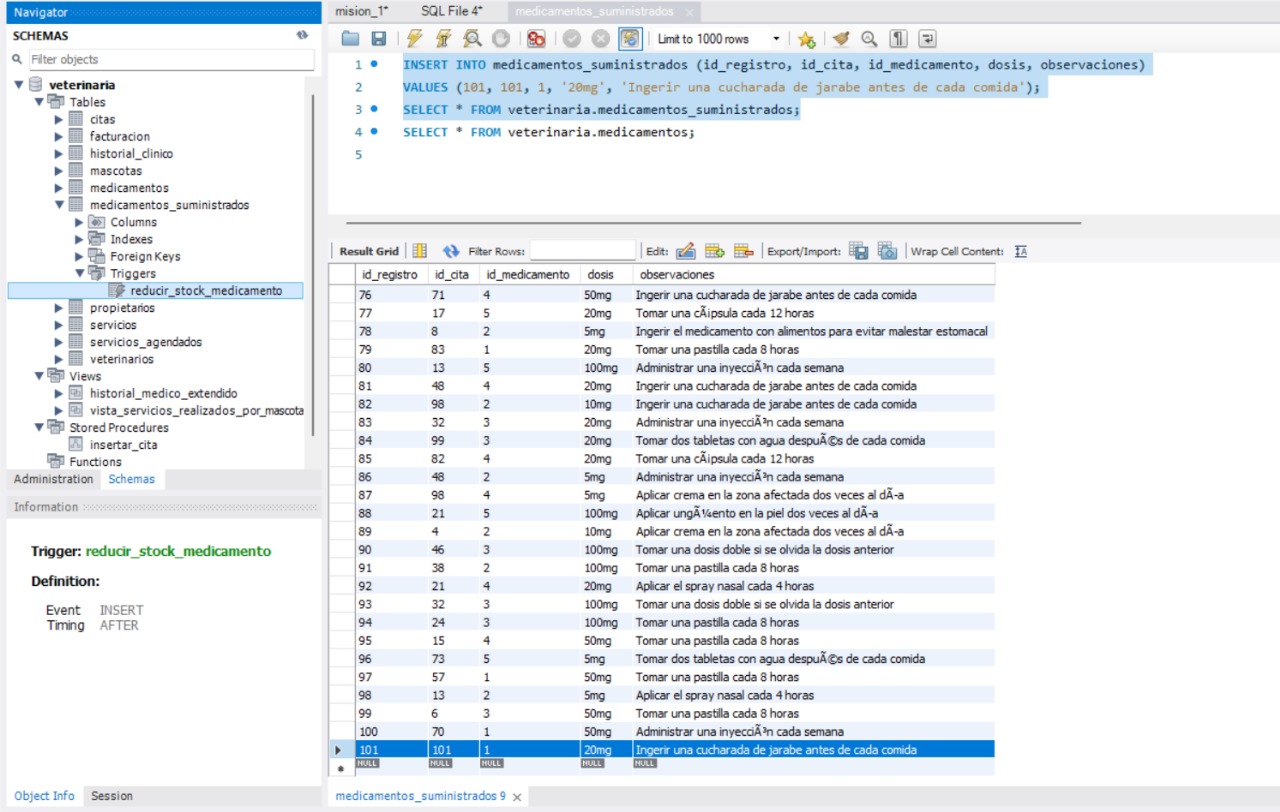 Navigator
SCHEMAS
Filter objects
veterinaria
Tables
citas
facturacion
historial_clinico
mascotas
medicamentos
medicamentos_suministrados
Columns
Indexes
Foreign Keys
Triggers
reducir_stock_medicamento
propietarios
servicios
servicios_agendados
veterinarios
Views
historial_medico_extendido
vista_servicios_realizados_por_mascota
Stored Procedures
insertar_cita
Functions
Administration Schemas
Information
Trigger: reducir_stock_medicamento
Definition:
Event INSERT
Timing AFTER
Object Info Session
mision_1* SQL File 4* medicamentos_suministrados
Limit to 1000 rows
1 INSERT INTO medicamentos_suministrados (id_registro, id_cita, id_medicamento, dosis, observaciones)
2 VALUES (101, 101, 1, '20mg', 'Ingerir una cucharada de jarabe antes de cada comida');
3 SELECT * FROM veterinaria.medicamentos_suministrados;
4 SELECT * FROM veterinaria.medicamentos;
5
Result Grid Filter Rows: Edit: Export/Import: Wrap Cell Content:
id_registro id_cita id_medicamento dosis observaciones
76 71 4 50mg Ingerir una cucharada de jarabe antes de cada comida
77 17 5 20mg Tomar una cÃ¡psula cada 12 horas
78 8 2 5mg Ingerir el medicamento con alimentos para evitar malestar estomacal
79 83 1 20mg Tomar una pastilla cada 8 horas
80 13 5 100mg Administrar una inyecciÃ³n cada semana
81 48 4 20mg Ingerir una cucharada de jarabe antes de cada comida
82 98 2 10mg Ingerir una cucharada de jarabe antes de cada comida
83 32 3 20mg Administrar una inyecciÃ³n cada semana
84 99 3 20mg Tomar dos tabletas con agua despuÃ©s de cada comida
85 82 4 20mg Tomar una cÃ¡psula cada 12 horas
86 48 2 5mg Administrar una inyecciÃ³n cada semana
87 98 4 5mg Aplicar crema en la zona afectada dos veces al dÃ-a
88 21 5 100mg Aplicar ungÃ¼ento en la piel dos veces al dÃ-a
89 4 2 10mg Aplicar crema en la zona afectada dos veces al dÃ-a
90 46 3 100mg Tomar una dosis doble si se olvida la dosis anterior
91 38 2 100mg Tomar una pastilla cada 8 horas
92 21 4 20mg Aplicar el spray nasal cada 4 horas
93 32 3 100mg Tomar una dosis doble si se olvida la dosis anterior
94 24 3 100mg Tomar una pastilla cada 8 horas
95 15 4 50mg Tomar una pastilla cada 8 horas
96 73 5 5mg Tomar dos tabletas con agua despuÃ©s de cada comida
97 57 1 50mg Tomar una pastilla cada 8 horas
98 13 2 5mg Aplicar el spray nasal cada 4 horas
99 6 3 50mg Tomar una pastilla cada 8 horas
100 70 1 50mg Administrar una inyecciÃ³n cada semana
101 101 1 20mg Ingerir una cucharada de jarabe antes de cada comida
NULL NULL NULL NULL NULL
medicamentos_suministrados 9